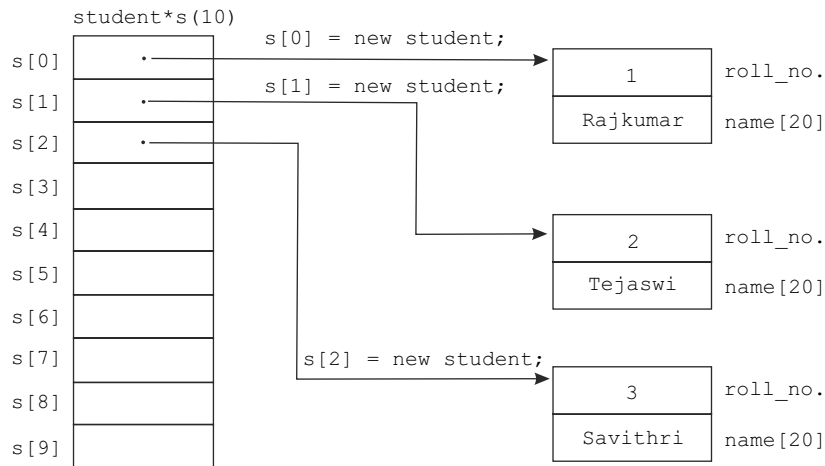 student*s(10)
s[0] = new student;
s[0]
1 roll_no.
s[1] = new student;
s[1]
Rajkumar name[20]
s[2]
s[3]
s[4]
2 roll_no.
s[5]
Tejaswi name[20]
s[6]
s[7]
s[2] = new student;
3 roll_no.
s[8]
Savithri name[20]
s[9]